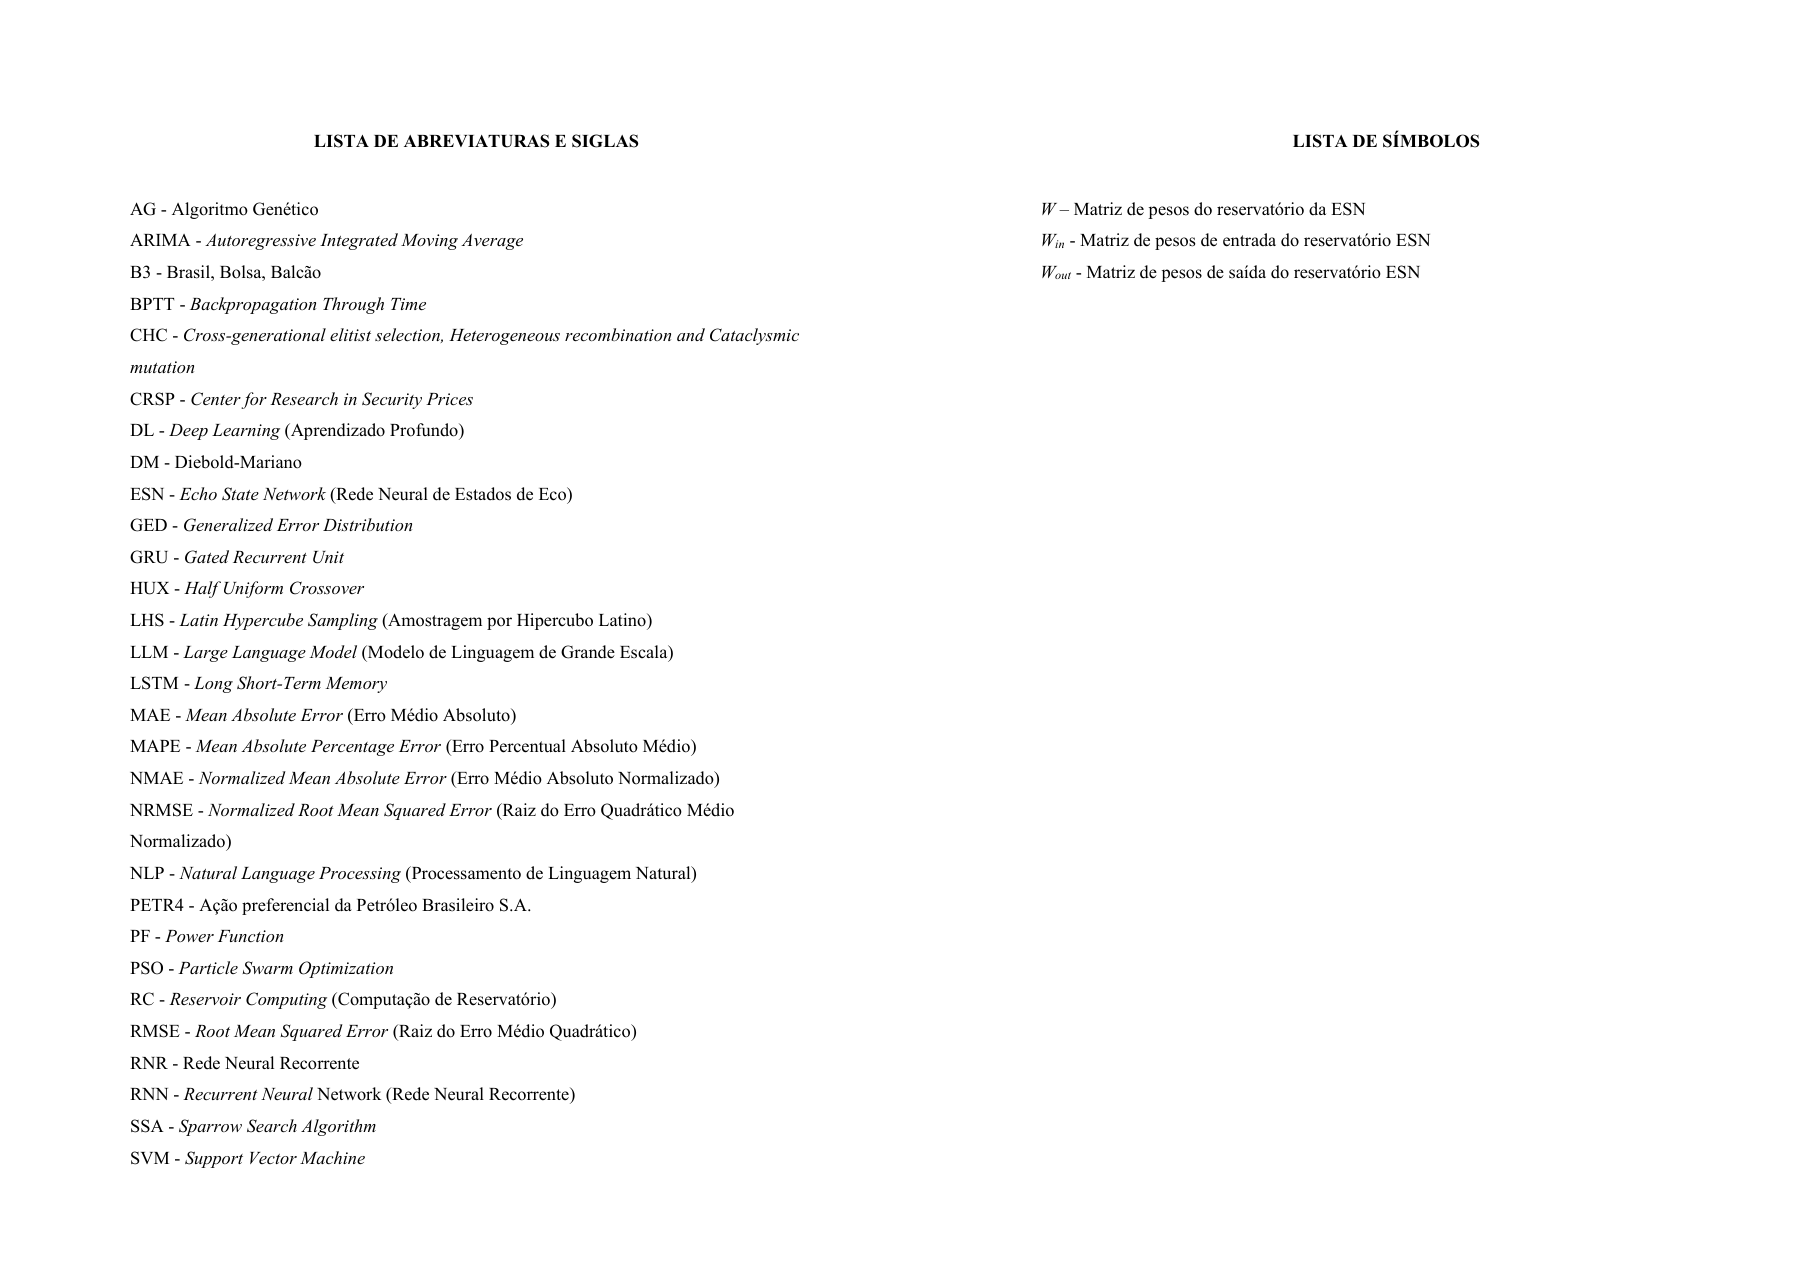 LISTA DE ABREVIATURAS E SIGLAS
AG - Algoritmo Genético
ARIMA - Autoregressive Integrated Moving Average
B3 - Brasil, Bolsa, Balcão
BPTT - Backpropagation Through Time
CHC - Cross-generational elitist selection, Heterogeneous recombination and Cataclysmic
mutation
CRSP - Center for Research in Security Prices
DL - Deep Learning (Aprendizado Profundo)
DM - Diebold-Mariano
ESN - Echo State Network (Rede Neural de Estados de Eco)
GED - Generalized Error Distribution
GRU - Gated Recurrent Unit
HUX - Half Uniform Crossover
LHS - Latin Hypercube Sampling (Amostragem por Hipercubo Latino)
LLM - Large Language Model (Modelo de Linguagem de Grande Escala)
LSTM - Long Short-Term Memory
MAE - Mean Absolute Error (Erro Médio Absoluto)
MAPE - Mean Absolute Percentage Error (Erro Percentual Absoluto Médio)
NMAE - Normalized Mean Absolute Error (Erro Médio Absoluto Normalizado)
NRMSE - Normalized Root Mean Squared Error (Raiz do Erro Quadrático Médio
Normalizado)
NLP - Natural Language Processing (Processamento de Linguagem Natural)
PETR4 - Ação preferencial da Petróleo Brasileiro S.A.
PF - Power Function
PSO - Particle Swarm Optimization
RC - Reservoir Computing (Computação de Reservatório)
RMSE - Root Mean Squared Error (Raiz do Erro Médio Quadrático)
RNR - Rede Neural Recorrente
RNN - Recurrent Neural Network (Rede Neural Recorrente)
SSA - Sparrow Search Algorithm
SVM - Support Vector Machine
LISTA DE SÍMBOLOS
W – Matriz de pesos do reservatório da ESN
Win - Matriz de pesos de entrada do reservatório ESN
Wout - Matriz de pesos de saída do reservatório ESN